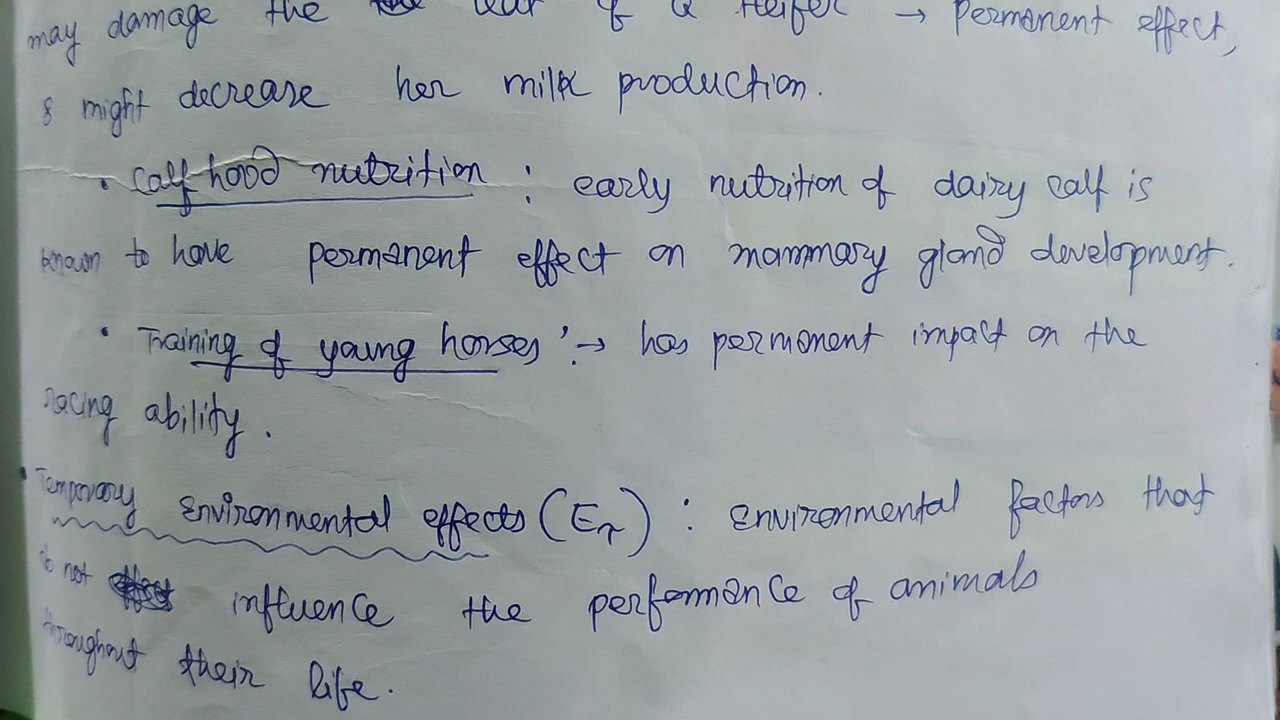 may damage the teat of a Heifer → Permanent effect,
& might decrease her milk production.
• Calf hood nutrition : early nutrition of dairy calf is
known to have permanent effect on mammary gland development.
• Training of young horses :→ has permanent impact on the
racing ability.
• Temporary Environmental effects (E_T) : Environmental factors that
do not influence the performance of animals
throughout their life.